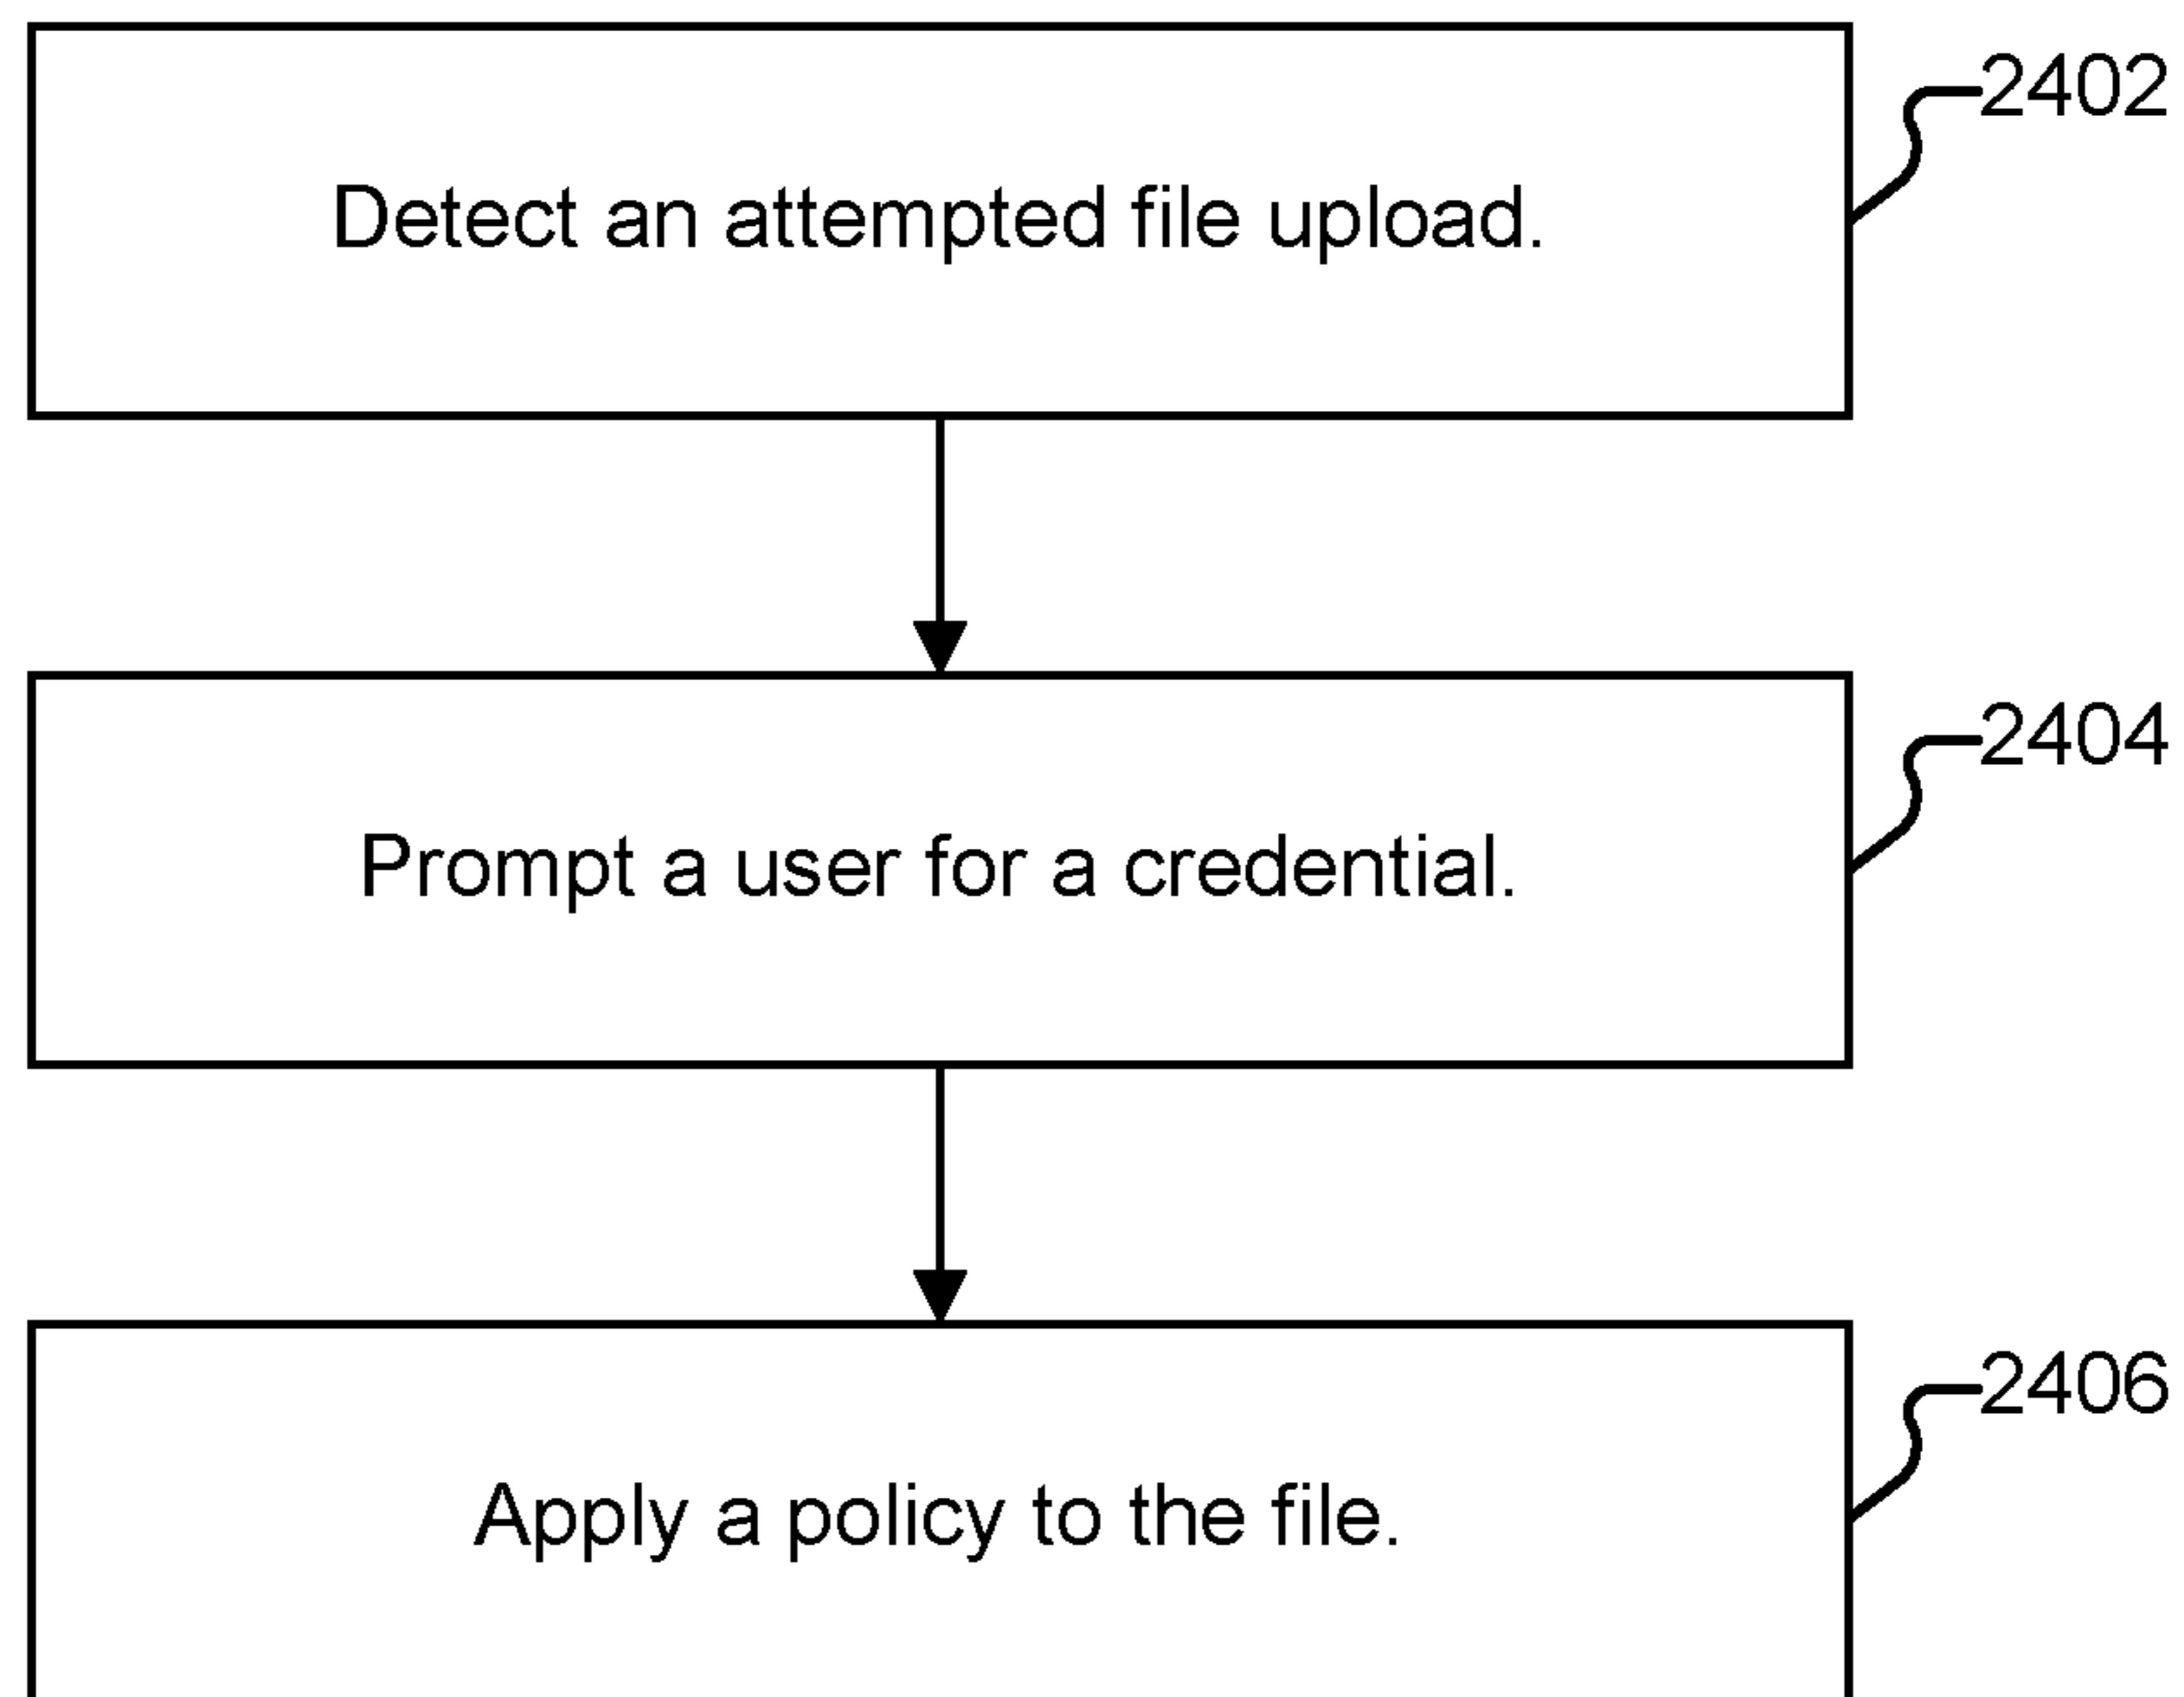 2402
Detect an attempted file upload.
2404
Prompt a user for a credential.
2406
Apply a policy to the file.